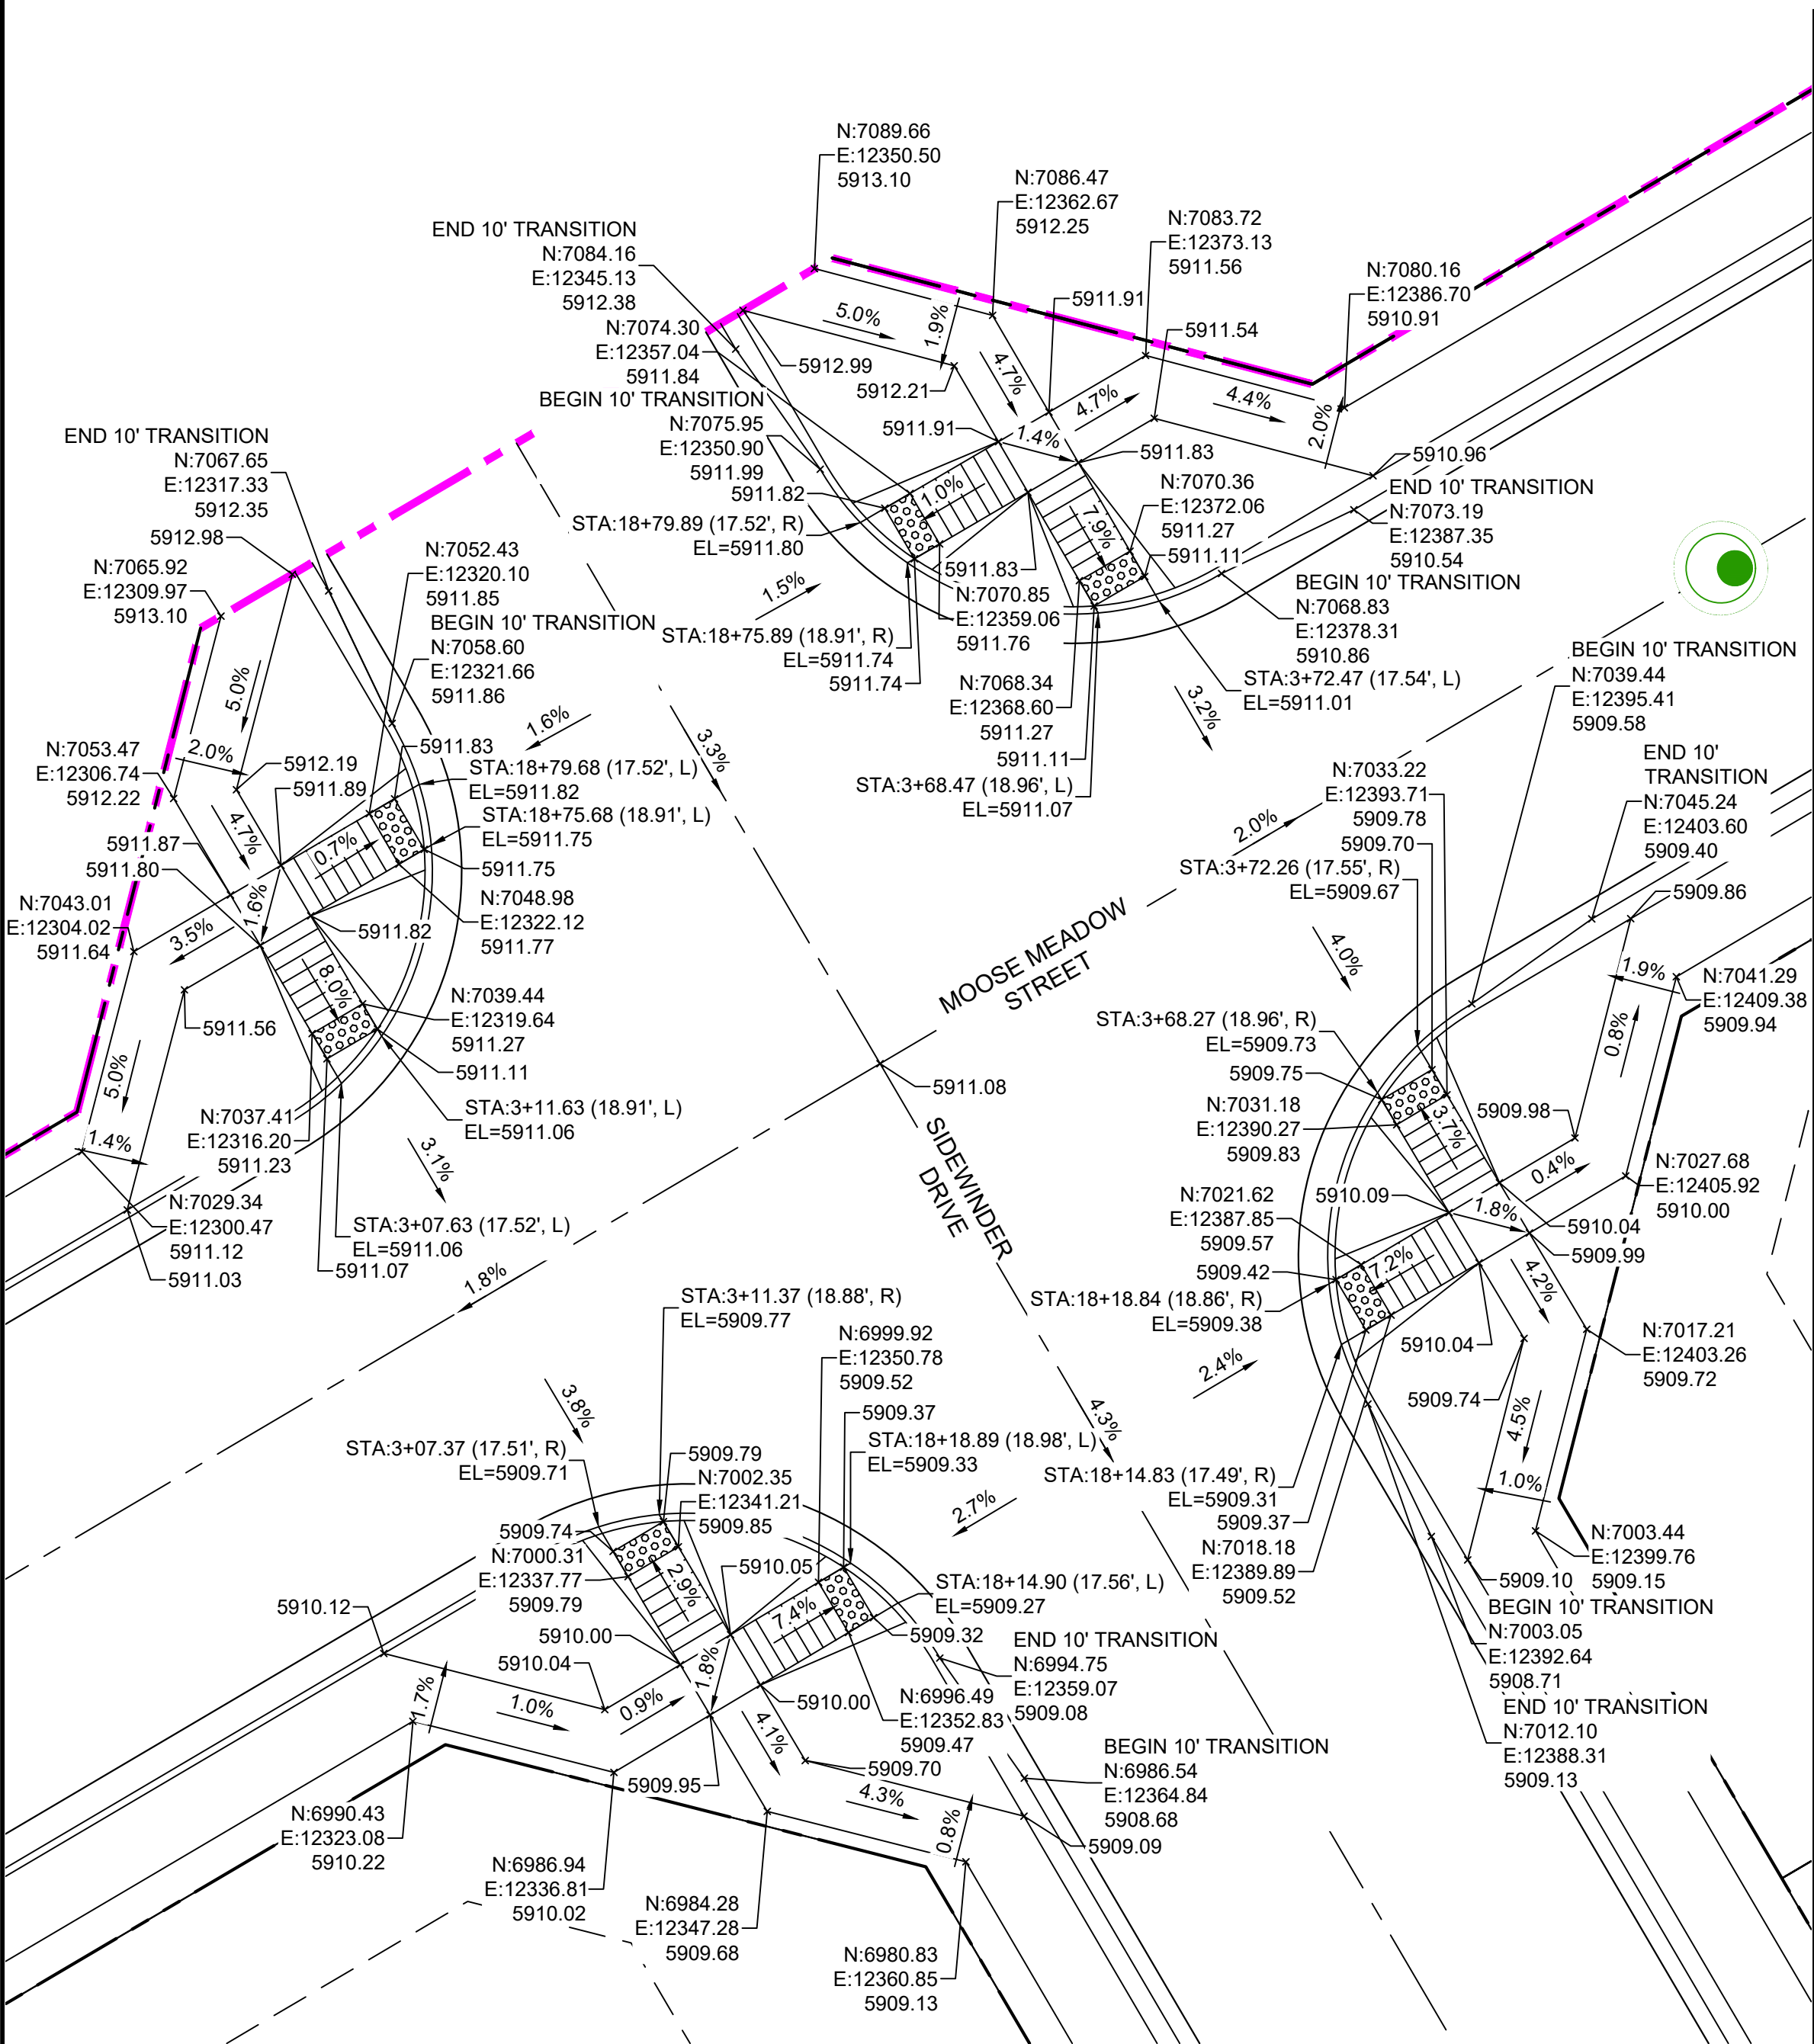 N:7089.66
E:12350.50
5913.10
N:7086.47
E:12362.67
5912.25
N:7083.72
E:12373.13
5911.56
END 10' TRANSITION
N:7084.16
E:12345.13
5912.38
N:7080.16
E:12386.70
5910.91
5911.91
5.0%
1.9%
5911.54
N:7074.30
E:12357.04
5911.84
5912.99
5912.21
4.7%
4.7%
4.4%
2.0%
BEGIN 10' TRANSITION
N:7075.95
E:12350.90
5911.99
5911.91
1.4%
5911.83
5910.96
5911.82
1.0%
STA:18+79.89 (17.52', R)
EL=5911.80
7.9%
N:7070.36
E:12372.06
5911.27
5911.11
END 10' TRANSITION
N:7073.19
E:12387.35
5910.54
5911.83
1.5%
N:7070.85
E:12359.06
5911.76
BEGIN 10' TRANSITION
N:7068.83
E:12378.31
5910.86
STA:18+75.89 (18.91', R)
EL=5911.74
5911.74
N:7068.34
E:12368.60
5911.27
5911.11
STA:3+72.47 (17.54', L)
EL=5911.01
3.2%
STA:3+68.47 (18.96', L)
EL=5911.07
END 10' TRANSITION
N:7067.65
E:12317.33
5912.35
5912.98
N:7065.92
E:12309.97
5913.10
N:7052.43
E:12320.10
5911.85
BEGIN 10' TRANSITION
N:7058.60
E:12321.66
5911.86
5.0%
2.0%
1.6%
3.3%
N:7053.47
E:12306.74
5912.22
5912.19
5911.89
5911.83
STA:18+79.68 (17.52', L)
EL=5911.82
STA:18+75.68 (18.91', L)
EL=5911.75
4.7%
0.7%
5911.87
5911.80
5911.75
1.6%
N:7048.98
E:12322.12
5911.77
N:7043.01
E:12304.02
5911.64
3.5%
5911.82
8.0%
N:7039.44
E:12319.64
5911.27
5911.56
5911.11
5.0%
STA:3+11.63 (18.91', L)
EL=5911.06
N:7037.41
E:12316.20
5911.23
1.4%
3.1%
N:7029.34
E:12300.47
5911.12
5911.03
STA:3+07.63 (17.52', L)
EL=5911.06
5911.07
1.8%
MOOSE MEADOW
STREET
5911.08
SIDEWINDER
DRIVE
2.0%
BEGIN 10' TRANSITION
N:7039.44
E:12395.41
5909.58
END 10'
TRANSITION
N:7045.24
E:12403.60
5909.40
N:7033.22
E:12393.71
5909.78
5909.70
STA:3+72.26 (17.55', R)
EL=5909.67
5909.86
4.0%
1.9%
N:7041.29
E:12409.38
5909.94
STA:3+68.27 (18.96', R)
EL=5909.73
5909.75
0.8%
N:7031.18
E:12390.27
5909.83
3.7%
5909.98
0.4%
N:7027.68
E:12405.92
5910.00
N:7021.62
E:12387.85
5909.57
5910.09
1.8%
5910.04
5909.99
5909.42
7.2%
4.2%
STA:18+18.84 (18.86', R)
EL=5909.38
5910.04
N:7017.21
E:12403.26
5909.72
2.4%
5909.74
4.5%
4.3%
STA:18+14.83 (17.49', R)
EL=5909.31
5909.37
1.0%
N:7018.18
E:12389.89
5909.52
N:7003.44
E:12399.76
5909.15
5909.10
BEGIN 10' TRANSITION
N:7003.05
E:12392.64
5908.71
END 10' TRANSITION
N:7012.10
E:12388.31
5909.13
STA:3+11.37 (18.88', R)
EL=5909.77
N:6999.92
E:12350.78
5909.52
3.8%
5909.37
STA:18+18.89 (18.98', L)
EL=5909.33
STA:3+07.37 (17.51', R)
EL=5909.71
5909.79
N:7002.35
E:12341.21
5909.85
2.7%
5909.74
N:7000.31
E:12337.77
5909.79
2.9%
5910.05
7.4%
STA:18+14.90 (17.56', L)
EL=5909.27
5910.12
5910.00
5910.04
5909.32
END 10' TRANSITION
N:6994.75
E:12359.07
5909.08
1.8%
1.7%
1.0%
0.9%
5910.00
N:6996.49
E:12352.83
5909.47
4.1%
5909.70
BEGIN 10' TRANSITION
N:6986.54
E:12364.84
5908.68
5909.95
4.3%
0.8%
5909.09
N:6990.43
E:12323.08
5910.22
N:6986.94
E:12336.81
5910.02
N:6984.28
E:12347.28
5909.68
N:6980.83
E:12360.85
5909.13